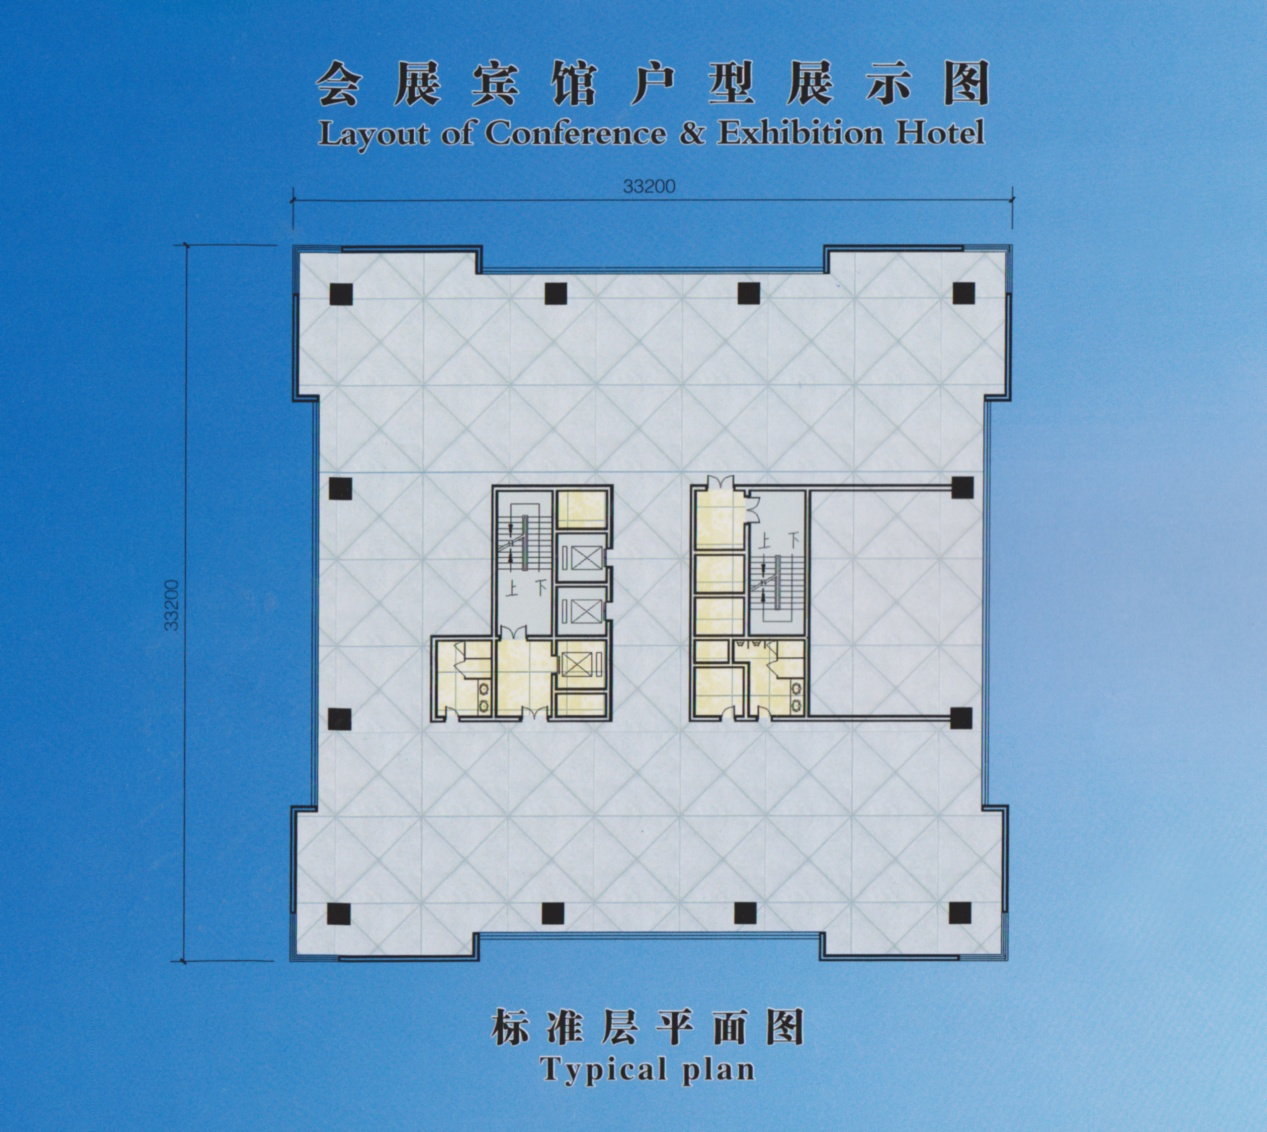 会展宾馆户型展示图
Layout of Conference & Exhibition Hotel
33200
33200
上 下
上 下
标准层平面图
Typical plan